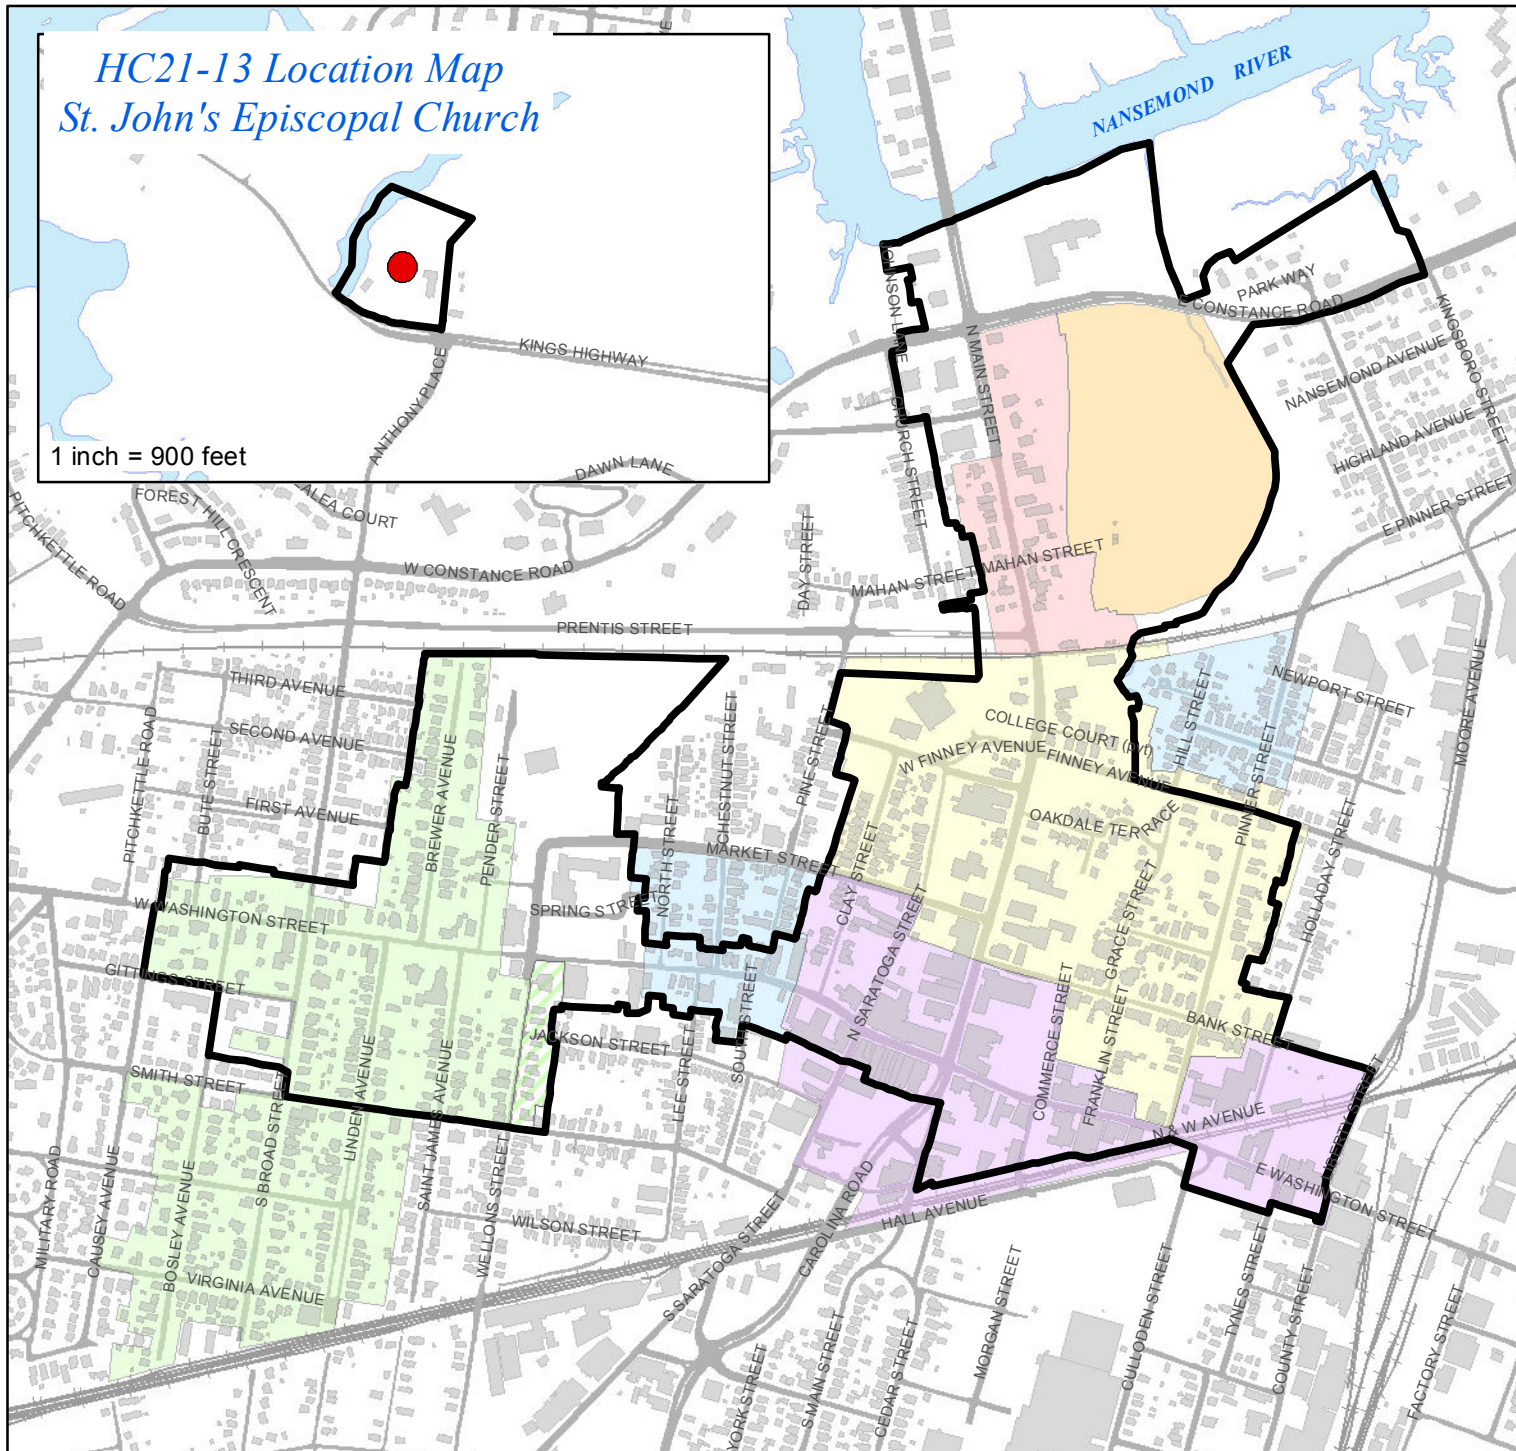 HC21-13 Location Map
St. John's Episcopal Church
KINGS HIGHWAY
ANTHONY PLACE
1 inch = 900 feet
NANSEMOND RIVER
JOHNSON LANE
PARK WAY
E CONSTANCE ROAD
KINGSBORO STREET
N MAIN STREET
NANSEMOND AVENUE
CHURCH STREET
HIGHLAND AVENUE
DAWN LANE
E PINNER STREET
FOREST HILL CRESCENT
ALEA COURT
PITCHKETTLE ROAD
W CONSTANCE ROAD
DAY STREET
MAHAN STREET
MAHAN STREET
PRENTIS STREET
MOORE AVENUE
THIRD AVENUE
NEWPORT STREET
SECOND AVENUE
HILL STREET
COLLEGE COURT (pvt)
W FINNEY AVENUE
FINNEY AVENUE
PITCHKETTLE ROAD
BUTE STREET
BREWER AVENUE
PENDER STREET
CHESTNUT STREET
PINE STREET
PINNER STREET
FIRST AVENUE
NORTH STREET
OAKDALE TERRACE
MARKET STREET
CLAY STREET
HOLLADAY STREET
W WASHINGTON STREET
SPRING STREET
N SARATOGA STREET
GRACE STREET
GITTINGS STREET
SOUTH STREET
COMMERCE STREET
FRANKLIN STREET
BANK STREET
JACKSON STREET
SMITH STREET
LEE STREET
LINDEN AVENUE
SAINT JAMES AVENUE
S BROAD STREET
N & W AVENUE
LIBERTY STREET
E WASHINGTON STREET
MILITARY ROAD
CAUSEY AVENUE
BOSLEY AVENUE
WELLONS STREET
WILSON STREET
HALL AVENUE
CAROLINA ROAD
S SARATOGA STREET
VIRGINIA AVENUE
MORGAN STREET
CULLODEN STREET
TYNES STREET
COUNTY STREET
FACTORY STREET
YORK STREET
S MAIN STREET
CEDAR STREET